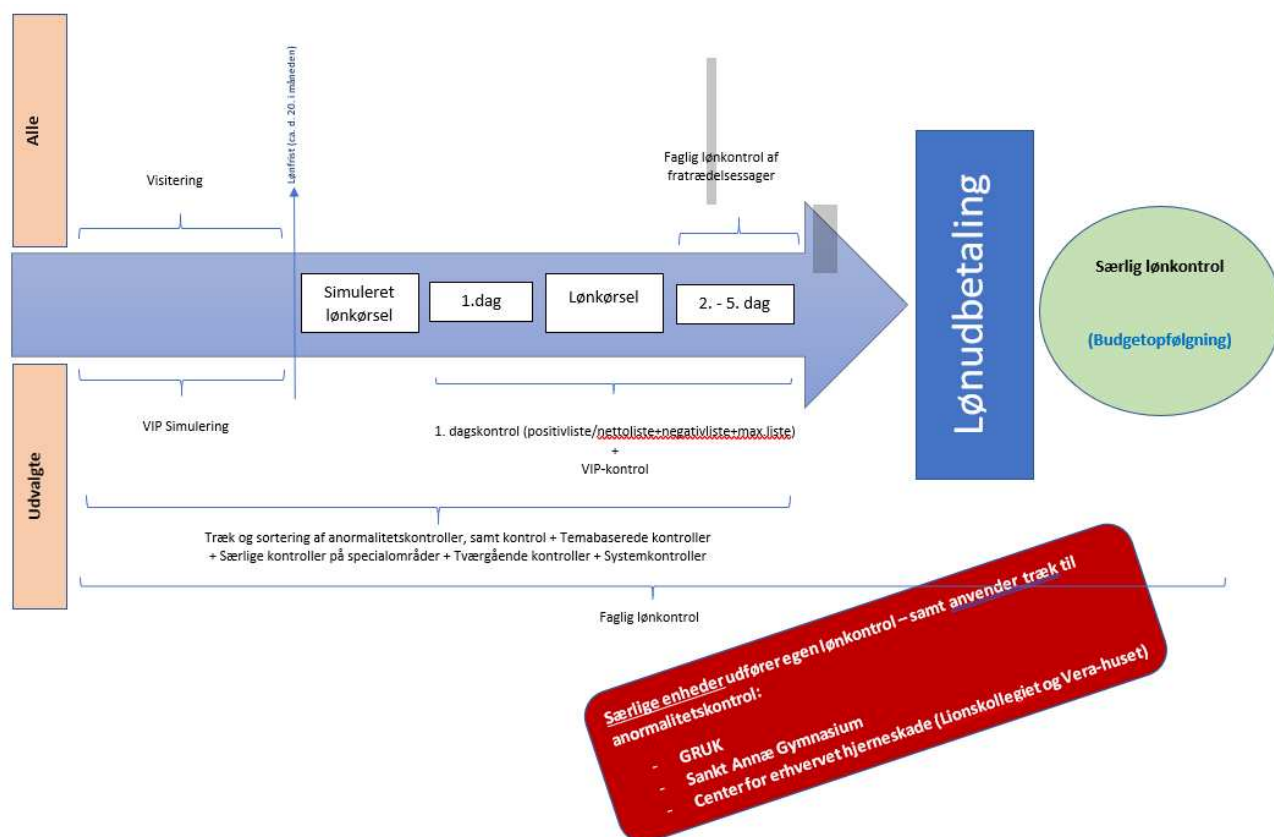 Alle
Visitering
Lønfrist (ca. d. 20. i måneden)
Faglig lønkontrol af
fratrædelsessager
Simuleret
lønkørsel
1.dag
Lønkørsel
2. - 5. dag
Lønudbetaling
Særlig lønkontrol
(Budgetopfølgning)
Udvalgte
VIP Simulering
1. dagskontrol (positivliste/nettoliste+negativliste+max.liste)
+
VIP-kontrol
Træk og sortering af anormalitetskontroller, samt kontrol + Temabaserede kontroller
+ Særlige kontroller på specialområder + Tværgående kontroller + Systemkontroller
Faglig lønkontrol
Særlige enheder udfører egen lønkontrol – samt anvender træk til
anormalitetskontrol:
- GRUK
- Sankt Annæ Gymnasium
- Center for erhvervet hjerneskade (Lionskollegiet og Vera-huset)